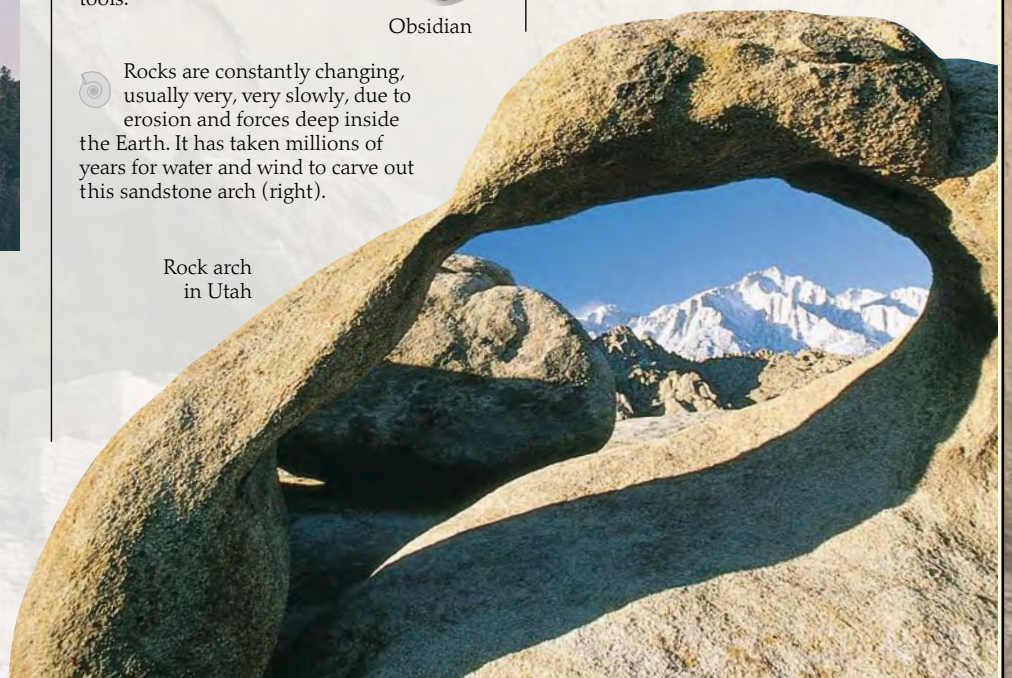 tools.
Obsidian
Rocks are constantly changing,
usually very, very slowly, due to
erosion and forces deep inside
the Earth. It has taken millions of
years for water and wind to carve out
this sandstone arch (right).
Rock arch
in Utah